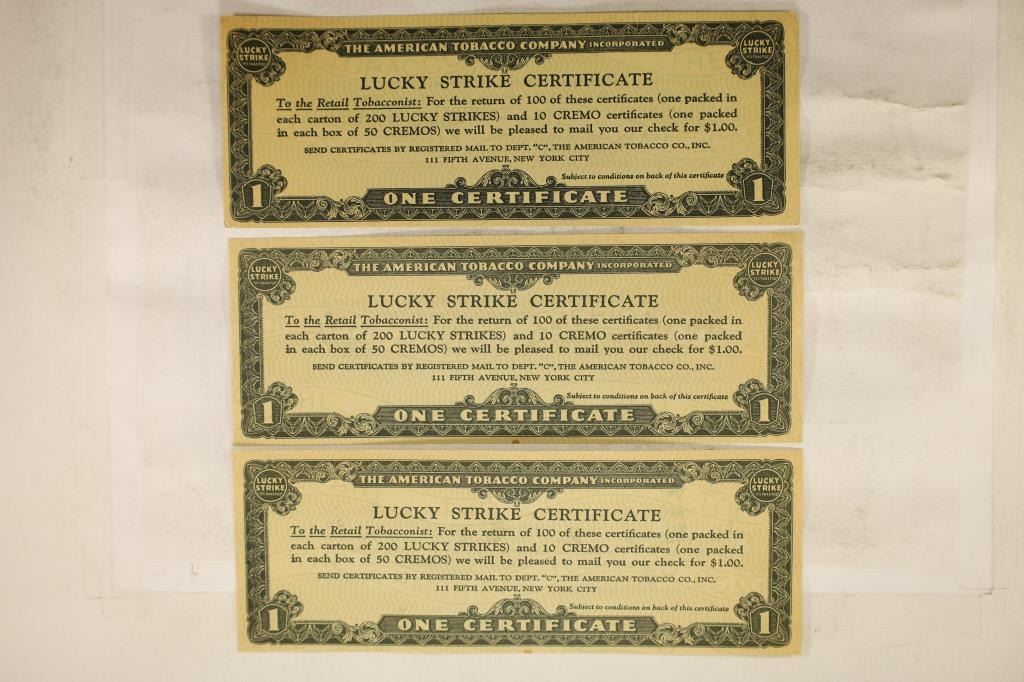 LUCKY STRIKE
IT'S TOASTED
THE AMERICAN TOBACCO COMPANY INCORPORATED
LUCKY STRIKE
IT'S TOASTED
LUCKY STRIKE CERTIFICATE
To the Retail Tobacconist: For the return of 100 of these certificates (one packed in
each carton of 200 LUCKY STRIKES) and 10 CREMO certificates (one packed
in each box of 50 CREMOS) we will be pleased to mail you our check for $1.00.
SEND CERTIFICATES BY REGISTERED MAIL TO DEPT. "C", THE AMERICAN TOBACCO CO., INC.
111 FIFTH AVENUE, NEW YORK CITY
Subject to conditions on back of this certificate
1 ONE CERTIFICATE 1
LUCKY STRIKE
IT'S TOASTED
THE AMERICAN TOBACCO COMPANY INCORPORATED
LUCKY STRIKE
IT'S TOASTED
LUCKY STRIKE CERTIFICATE
To the Retail Tobacconist: For the return of 100 of these certificates (one packed in
each carton of 200 LUCKY STRIKES) and 10 CREMO certificates (one packed
in each box of 50 CREMOS) we will be pleased to mail you our check for $1.00.
SEND CERTIFICATES BY REGISTERED MAIL TO DEPT. "C", THE AMERICAN TOBACCO CO., INC.
111 FIFTH AVENUE, NEW YORK CITY
Subject to conditions on back of this certificate
1 ONE CERTIFICATE 1
LUCKY STRIKE
IT'S TOASTED
THE AMERICAN TOBACCO COMPANY INCORPORATED
LUCKY STRIKE
IT'S TOASTED
LUCKY STRIKE CERTIFICATE
To the Retail Tobacconist: For the return of 100 of these certificates (one packed in
each carton of 200 LUCKY STRIKES) and 10 CREMO certificates (one packed
in each box of 50 CREMOS) we will be pleased to mail you our check for $1.00.
SEND CERTIFICATES BY REGISTERED MAIL TO DEPT. "C", THE AMERICAN TOBACCO CO., INC.
111 FIFTH AVENUE, NEW YORK CITY
Subject to conditions on back of this certificate
1 ONE CERTIFICATE 1